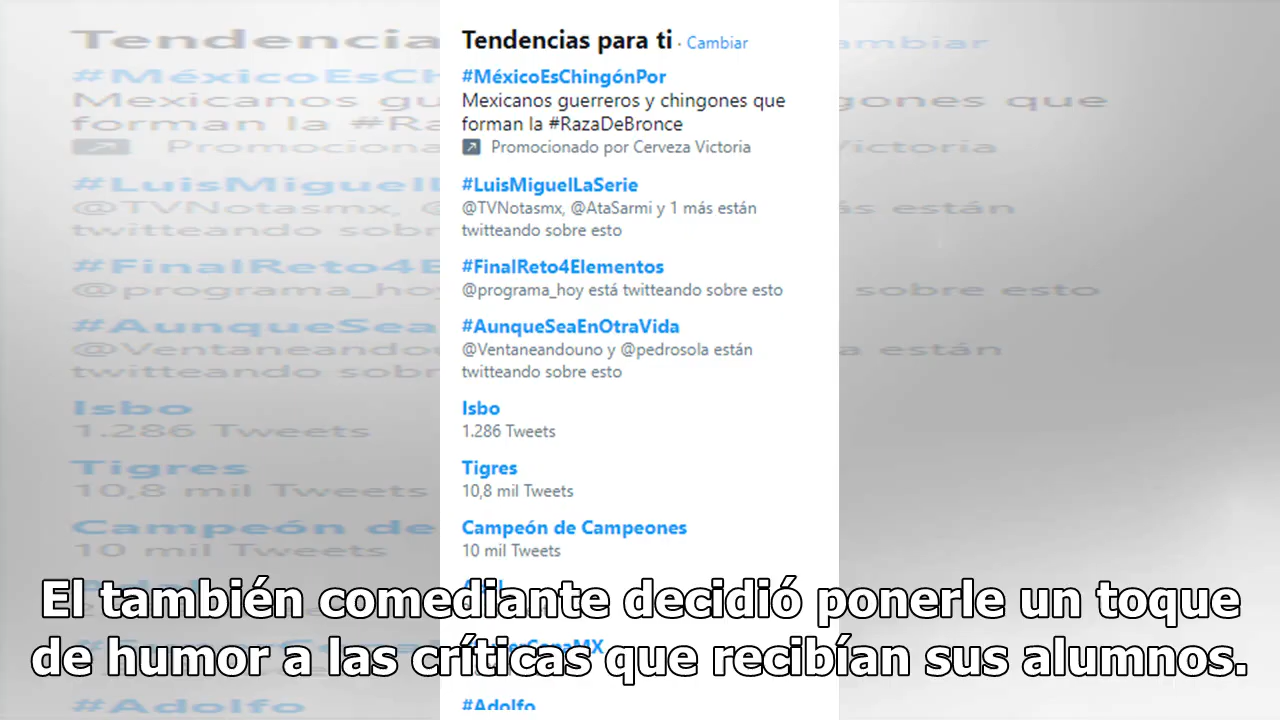 Tendencias para ti · Cambiar
#MéxicoEsChingónPor
Mexicanos guerreros y chingones que
forman la #RazaDeBronce
Promocionado por Cerveza Victoria
#LuisMiguelLaSerie
@TVNotasmx, @AtaSarmi y 1 más están
twitteando sobre esto
#FinalReto4Elementos
@programa_hoy está twitteando sobre esto
#AunqueSeaEnOtraVida
@Ventaneandouno y @pedrosola están
twitteando sobre esto
Isbo
1.286 Tweets
Tigres
10,8 mil Tweets
Campeón de Campeones
10 mil Tweets
El también comediante decidió ponerle un toque
de humor a las críticas que recibían sus alumnos.
#Adolfo